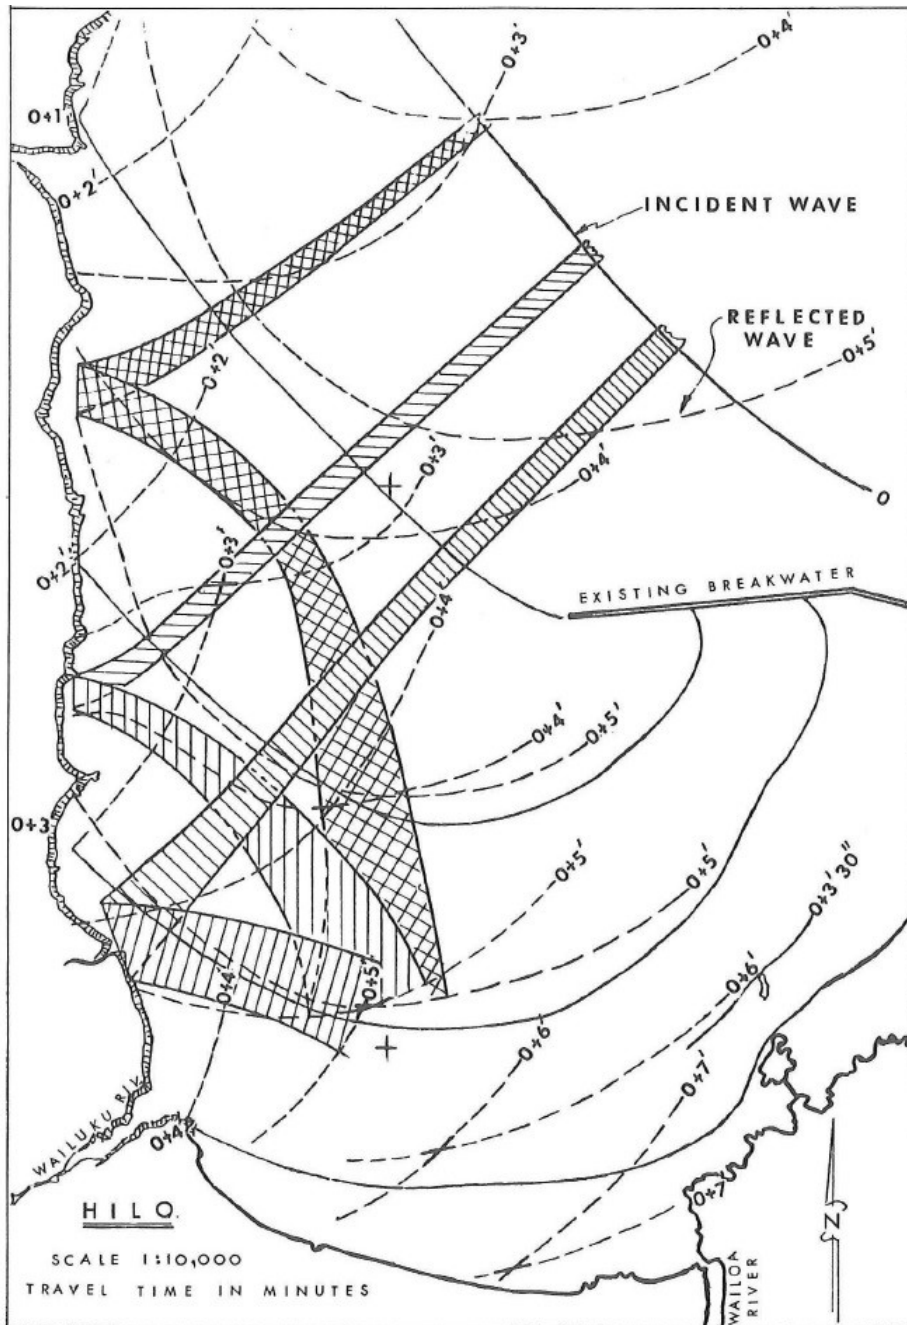 0+3'
0+4'
0+1'
0+2'
INCIDENT WAVE
REFLECTED
WAVE
0+5'
0+2
0+3'
0+4'
0
0+3'
0+2'
EXISTING BREAKWATER
0+4'
0+4'
0+5'
0+3
0+5'
0+5'
0+3'30"
0+4'
0+5'
0+6'
0+6'
0+7'
WAILUKU RIV.
0+4
0+7'
HILO.
SCALE 1:10,000
TRAVEL TIME IN MINUTES
WAILOA
RIVER
N